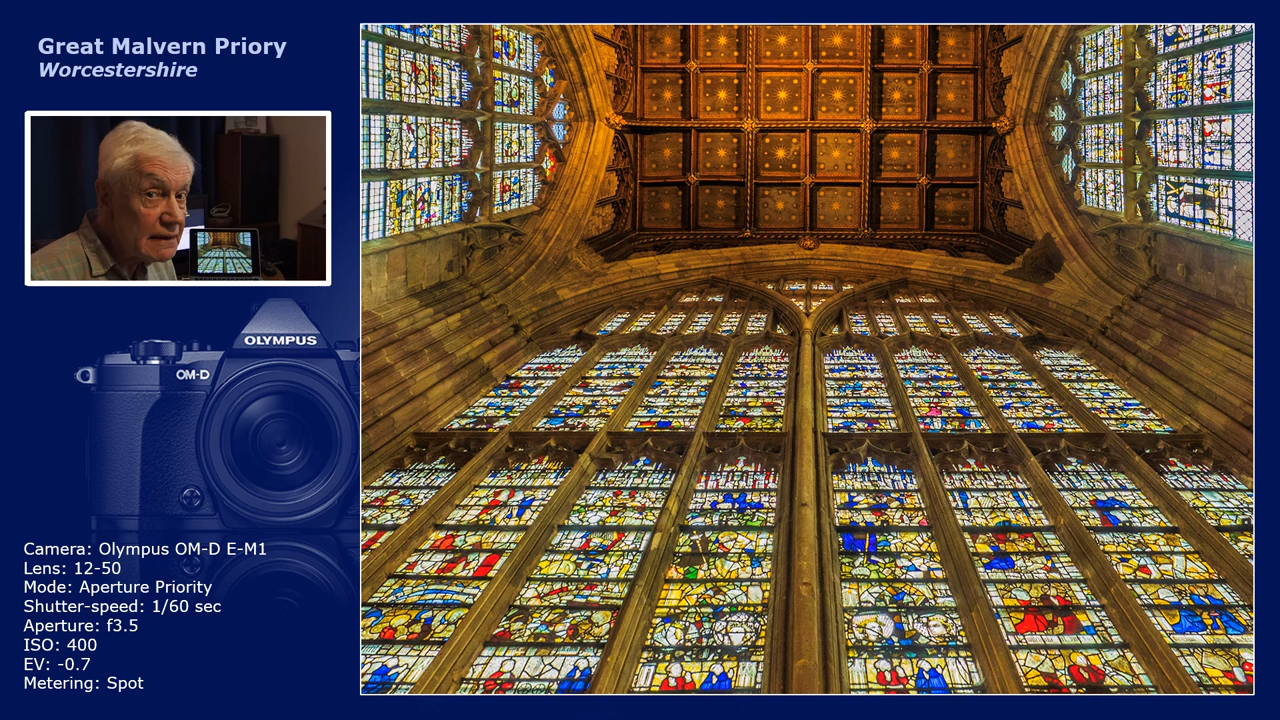 Great Malvern Priory
Worcestershire
OLYMPUS
OM-D
Camera: Olympus OM-D E-M1
Lens: 12-50
Mode: Aperture Priority
Shutter-speed: 1/60 sec
Aperture: f3.5
ISO: 400
EV: -0.7
Metering: Spot